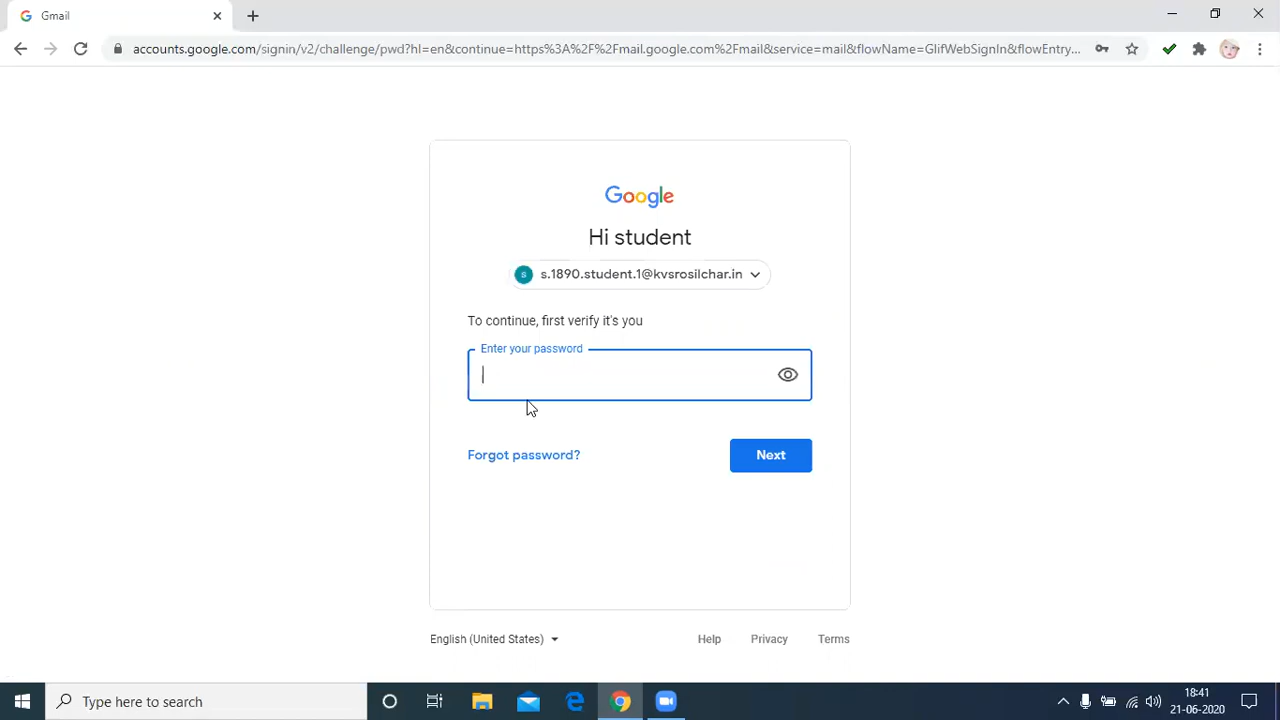 Gmail
accounts.google.com/signin/v2/challenge/pwd?hl=en&continue=https%3A%2F%2Fmail.google.com%2Fmail&service=mail&flowName=GlifWebSignIn&flowEntry...
Google
Hi student
s
s.1890.student.1@kvsrosilchar.in
To continue, first verify it's you
Enter your password
Forgot password?
Next
English (United States)
Help
Privacy
Terms
Type here to search
18:41
21-06-2020